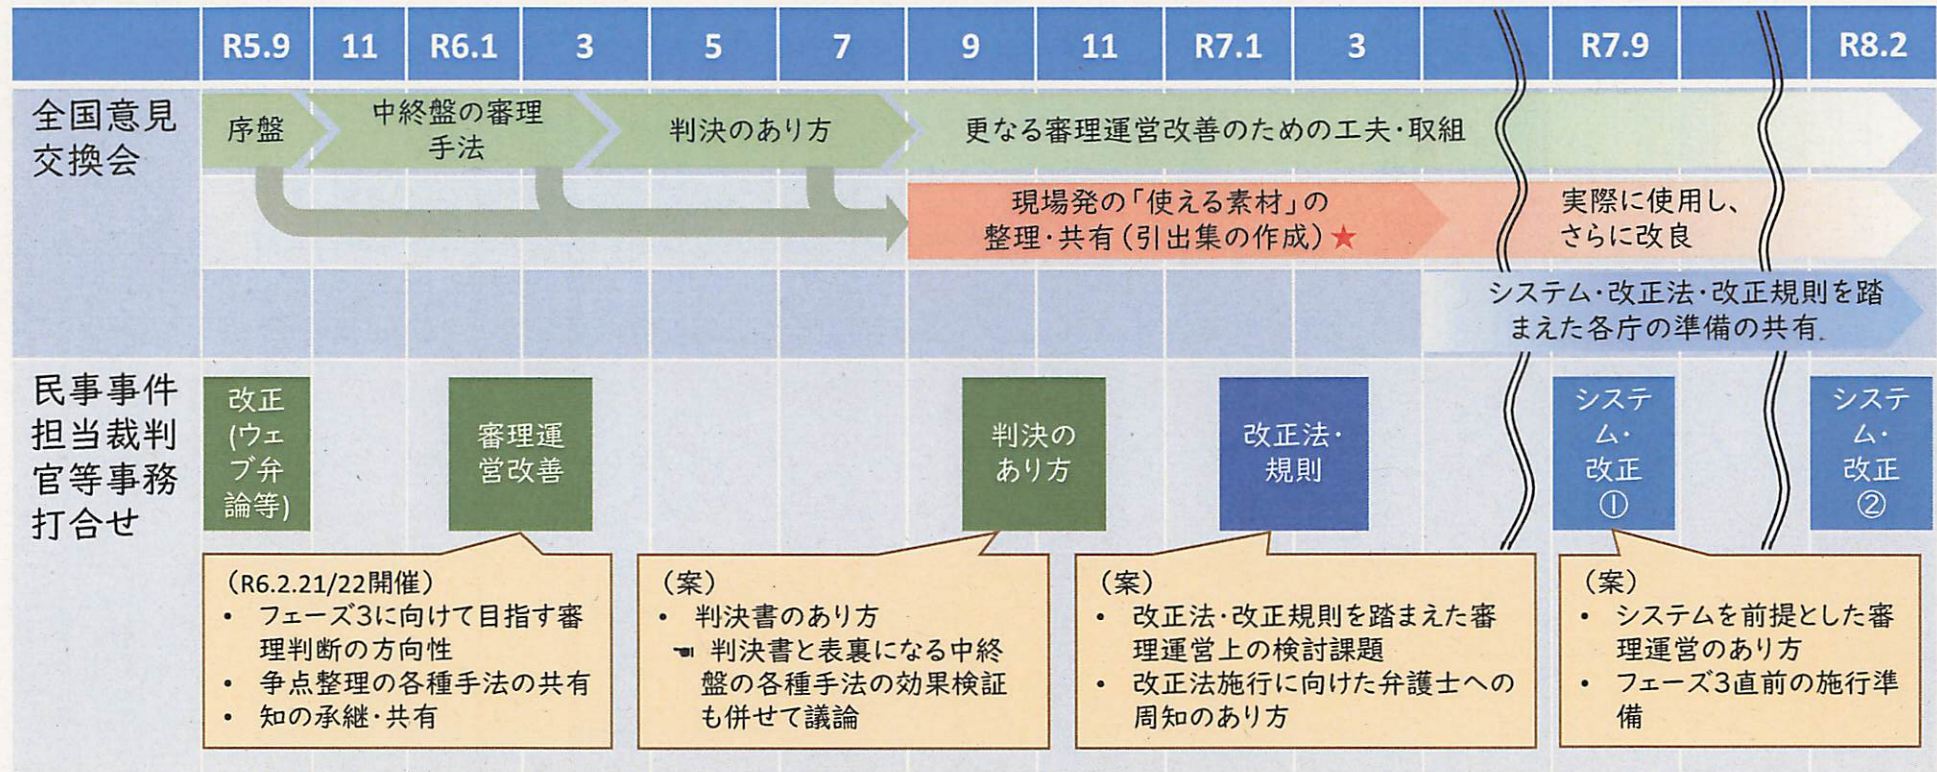 R5.9 11 R6.1 3 5 7 9 11 R7.1 3 R7.9 R8.2
全国意見
交換会
序盤
中終盤の審理
手法
判決のあり方
更なる審理運営改善のための工夫・取組
現場発の「使える素材」の
整理・共有(引出集の作成)★
実際に使用し、
さらに改良
システム・改正法・改正規則を踏
まえた各庁の準備の共有
民事事件
担当裁判
官等事務
打合せ
改正
(ウェ
ブ弁
論等)
審理運
営改善
判決の
あり方
改正法・
規則
システ
ム・
改正
①
システ
ム・
改正
②
(R6.2.21/22開催)
• フェーズ3に向けて目指す審
理判断の方向性
• 争点整理の各種手法の共有
• 知の承継・共有
(案)
• 判決書のあり方
☚ 判決書と表裏になる中終
盤の各種手法の効果検証
も併せて議論
(案)
• 改正法・改正規則を踏まえた審
理運営上の検討課題
• 改正法施行に向けた弁護士への
周知のあり方
(案)
• システムを前提とした審
理運営のあり方
• フェーズ3直前の施行準
備